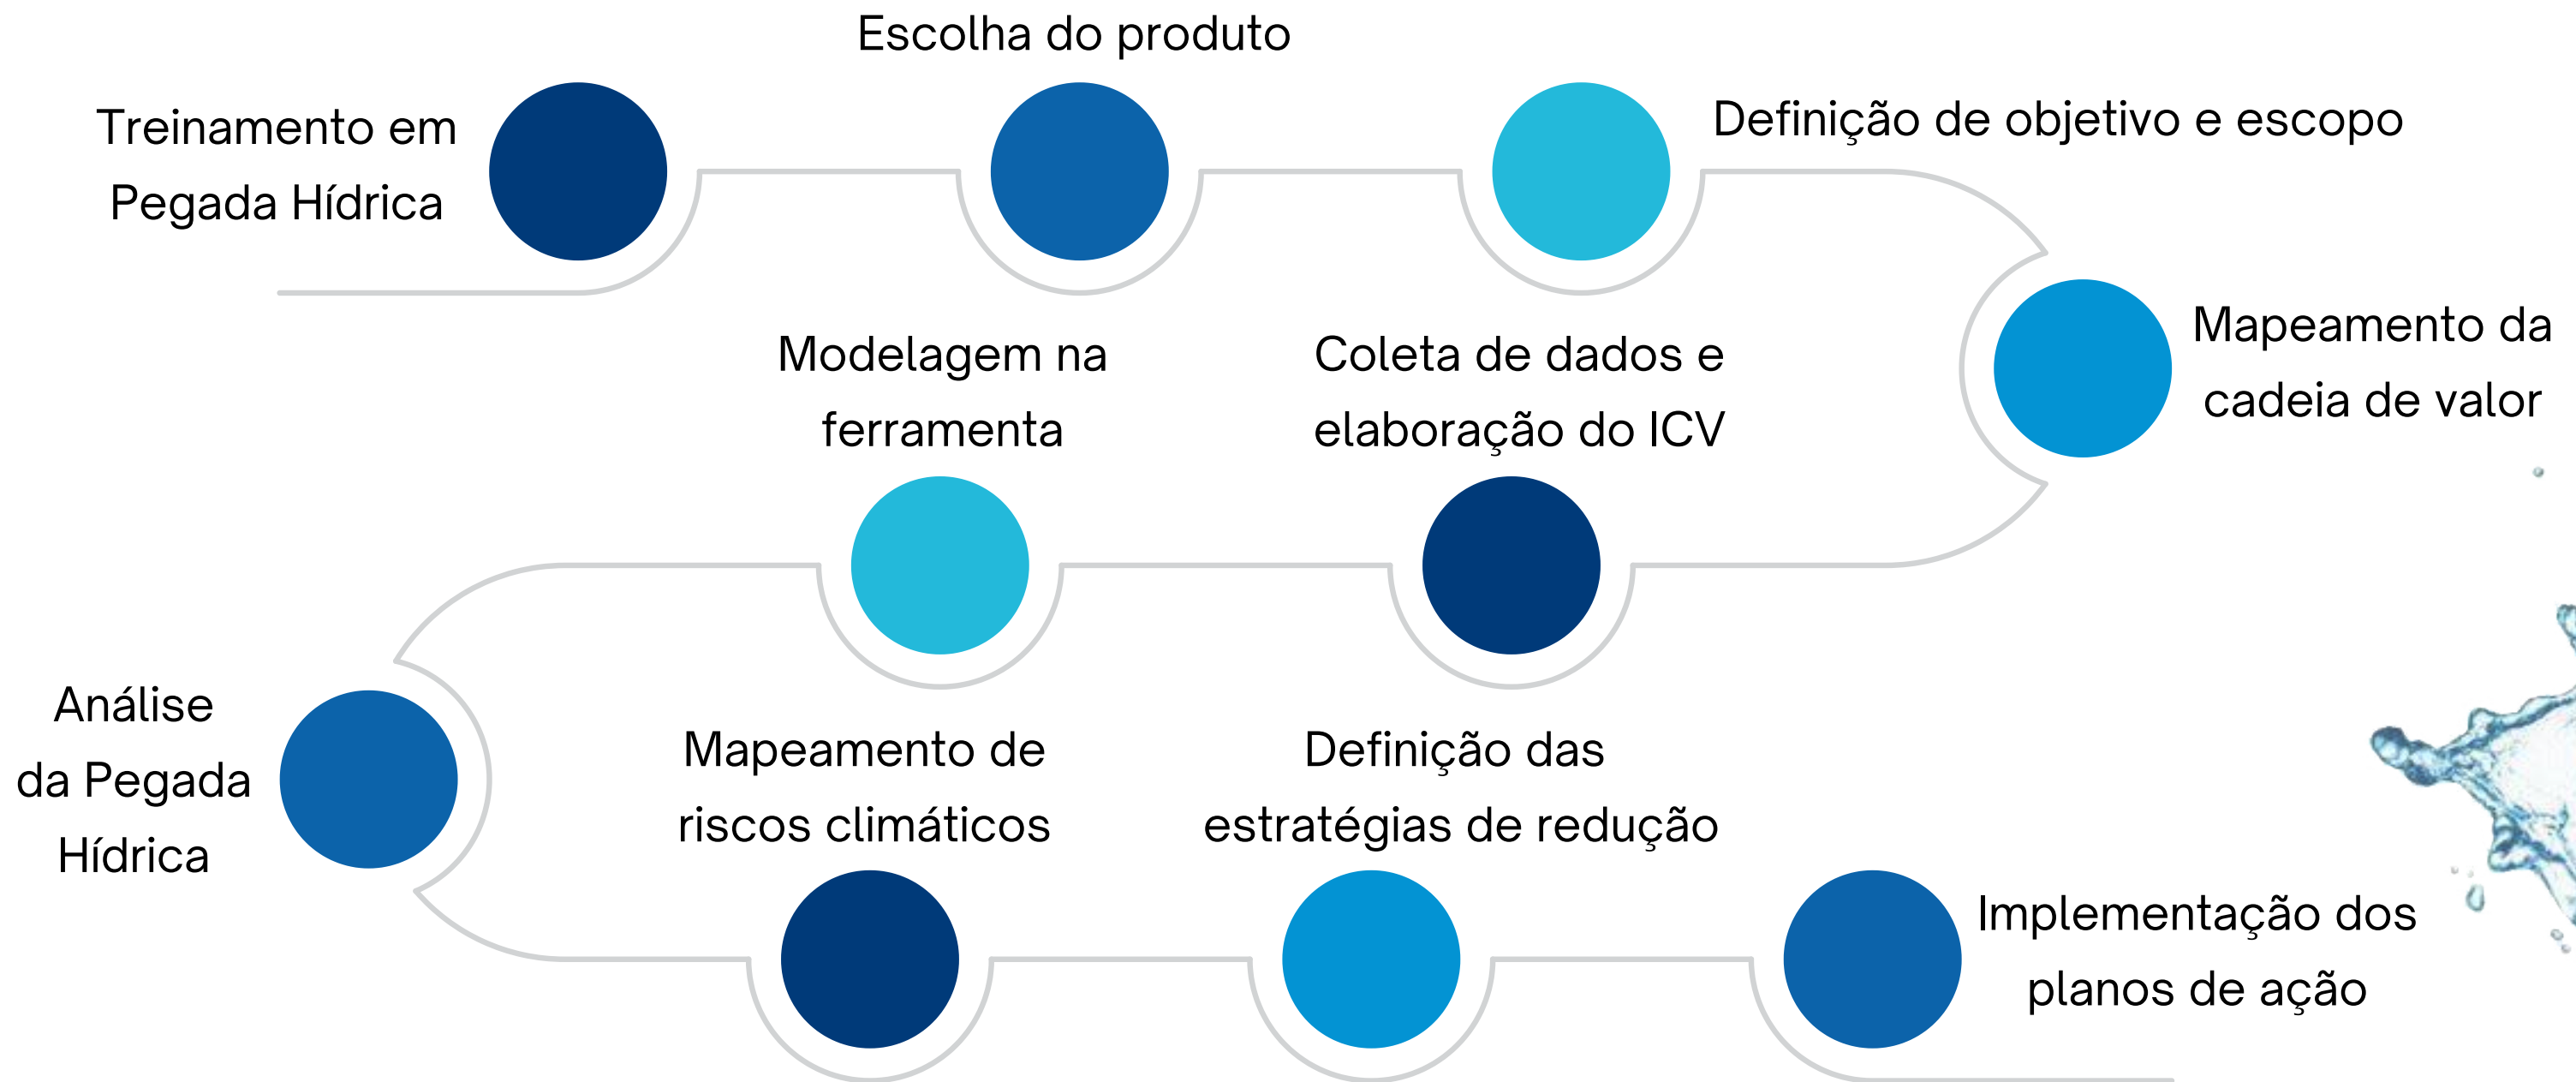 Treinamento em
Pegada Hídrica
Escolha do produto
Definição de objetivo e escopo
Mapeamento da
cadeia de valor
Coleta de dados e
elaboração do ICV
Modelagem na
ferramenta
Análise
da Pegada
Hídrica
Mapeamento de
riscos climáticos
Definição das
estratégias de redução
Implementação dos
planos de ação